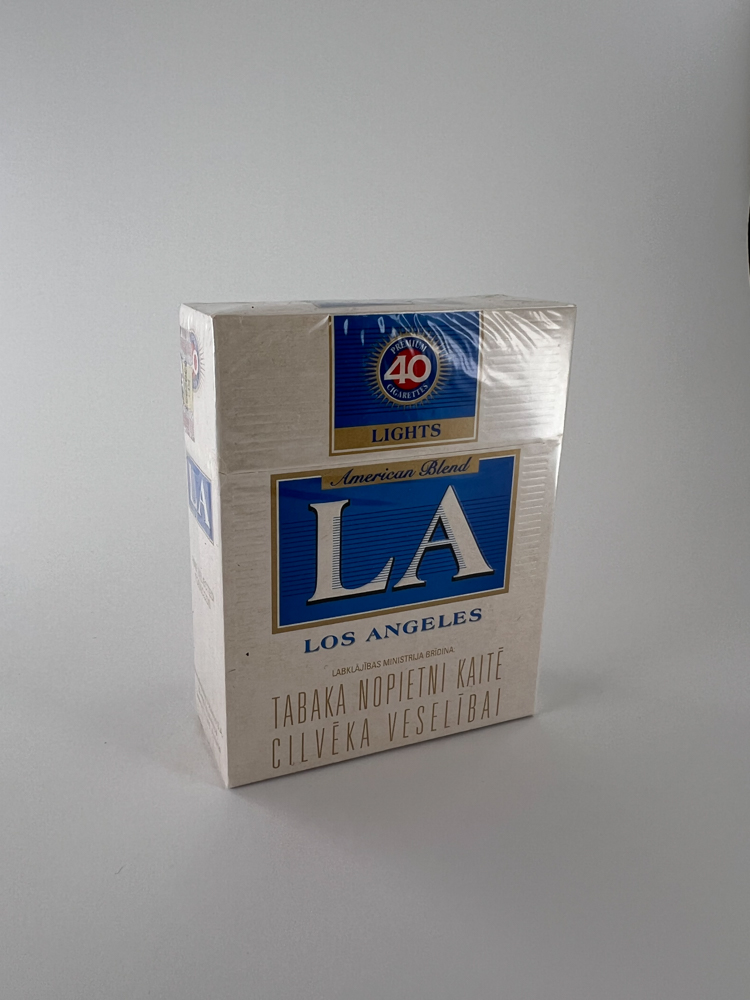 PREMIUM
40
CIGARETTES
LIGHTS
American Blend
LA
LOS ANGELES
LABKLĀJĪBAS MINISTRIJA BRĪDINA:
TABAKA NOPIETNI KAITĒ
CILVĒKA VESELĪBAI
LA